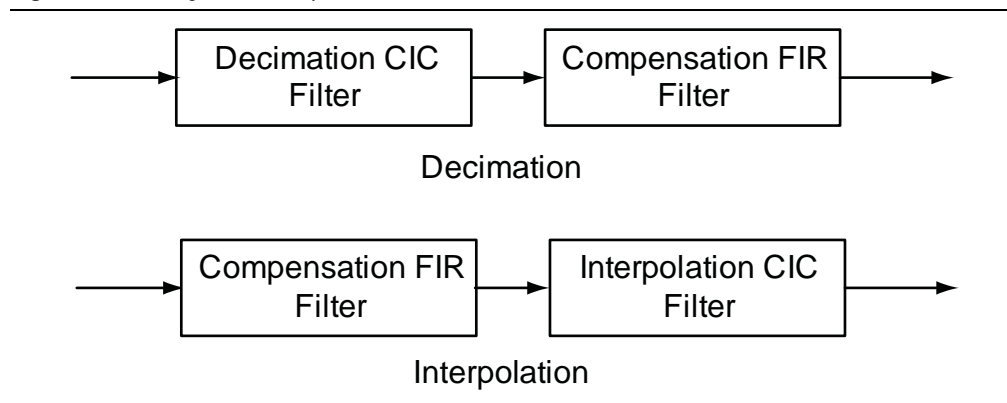 Decimation CIC
Filter
Compensation FIR
Filter
Decimation
Compensation FIR
Filter
Interpolation CIC
Filter
Interpolation